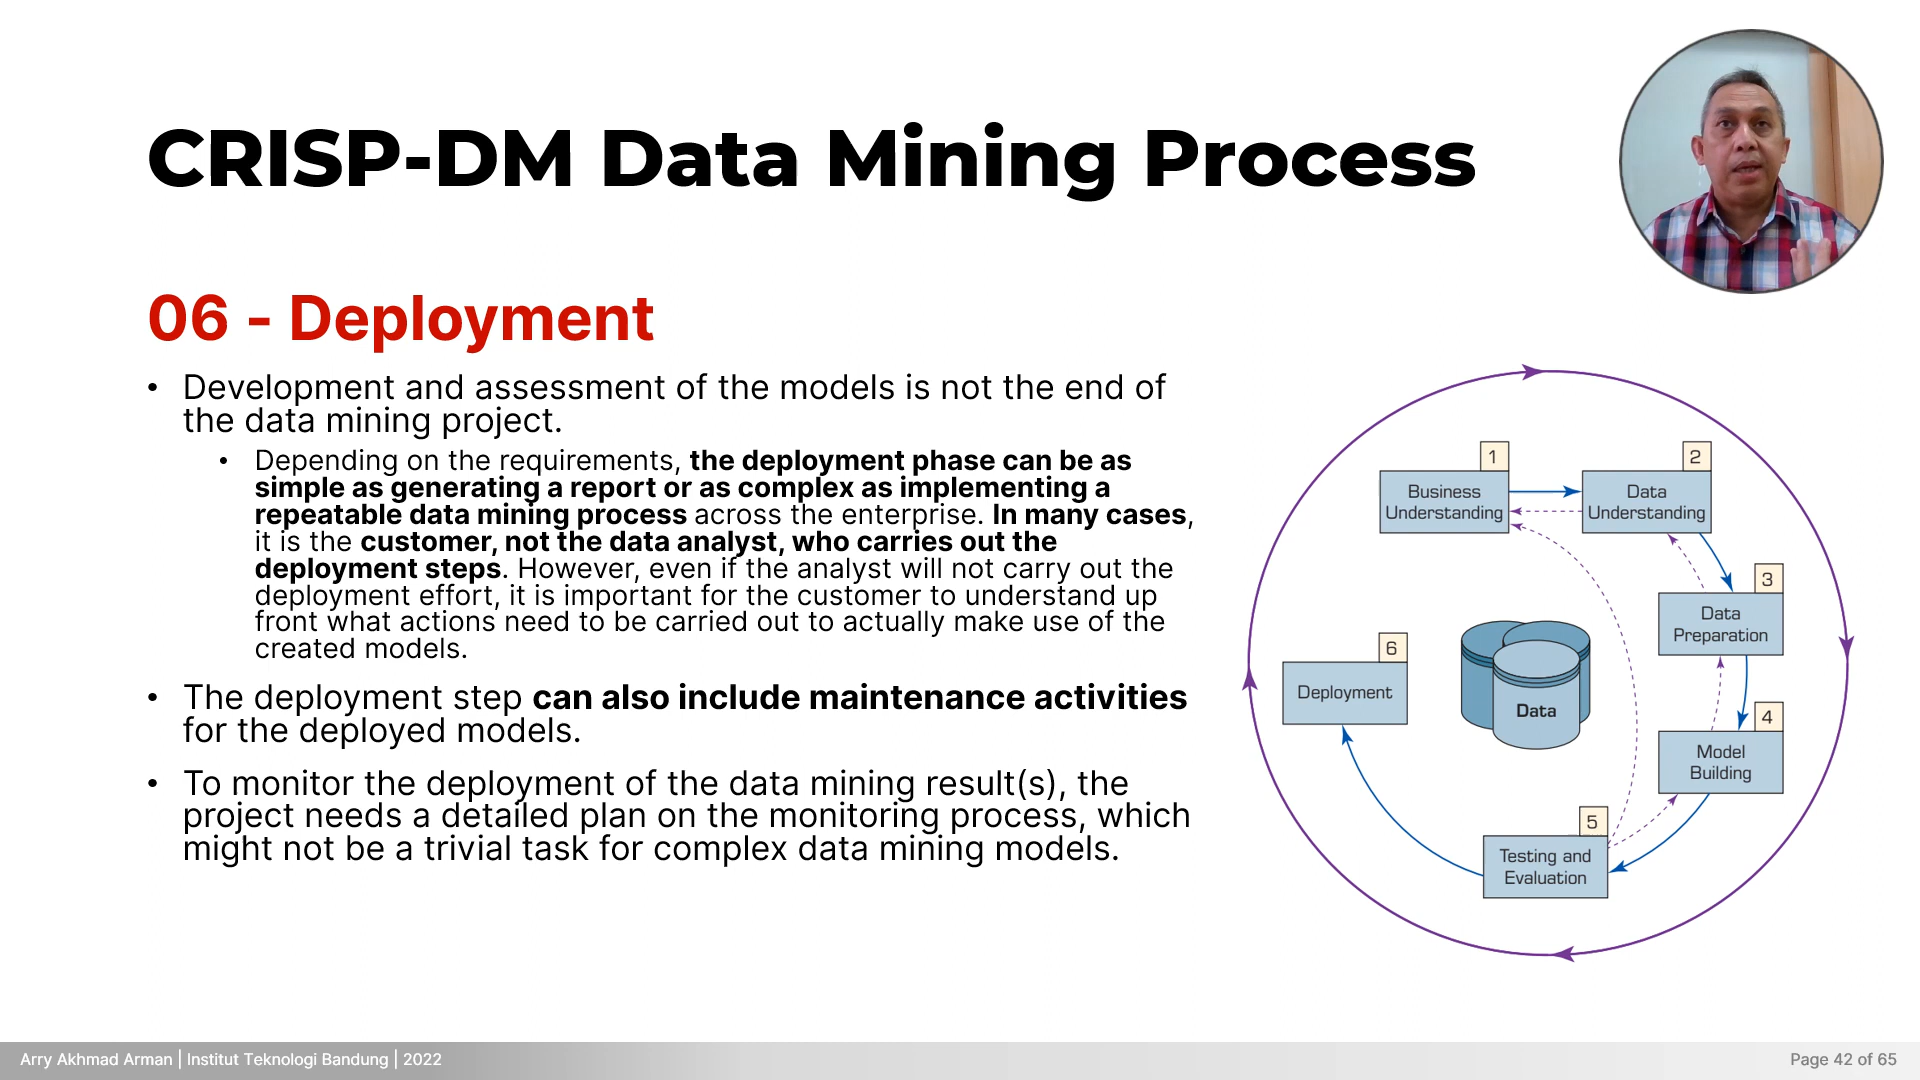 CRISP-DM Data Mining Process
06 - Deployment
• Development and assessment of the models is not the end of
the data mining project.
• Depending on the requirements, the deployment phase can be as
simple as generating a report or as complex as implementing a
repeatable data mining process across the enterprise. In many cases,
it is the customer, not the data analyst, who carries out the
deployment steps. However, even if the analyst will not carry out the
deployment effort, it is important for the customer to understand up
front what actions need to be carried out to actually make use of the
created models.
• The deployment step can also include maintenance activities
for the deployed models.
• To monitor the deployment of the data mining result(s), the
project needs a detailed plan on the monitoring process, which
might not be a trivial task for complex data mining models.
1
Business
Understanding
2
Data
Understanding
3
Data
Preparation
4
Model
Building
5
Testing and
Evaluation
6
Deployment
Data
Arry Akhmad Arman | Institut Teknologi Bandung | 2022
Page 42 of 65